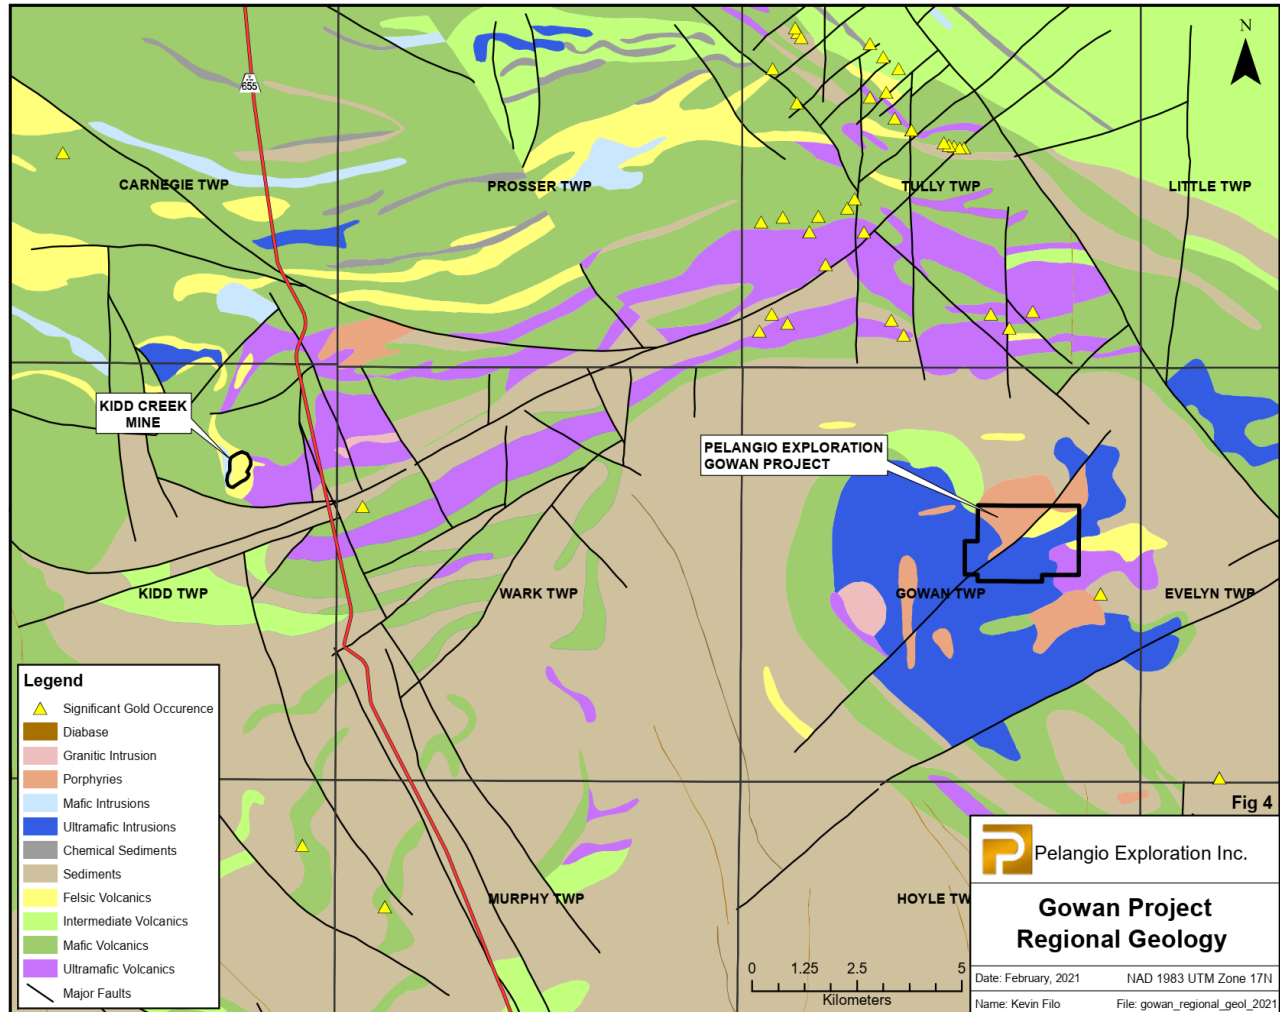 N
655
CARNEGIE TWP
PROSSER TWP
TULLY TWP
LITTLE TWP
KIDD CREEK
MINE
PELANGIO EXPLORATION
GOWAN PROJECT
KIDD TWP
WARK TWP
GOWAN TWP
EVELYN TWP
MURPHY TWP
HOYLE TW
Legend
Significant Gold Occurence
Diabase
Granitic Intrusion
Porphyries
Mafic Intrusions
Ultramafic Intrusions
Chemical Sediments
Sediments
Felsic Volcanics
Intermediate Volcanics
Mafic Volcanics
Ultramafic Volcanics
Major Faults
0 1.25 2.5 5
Kilometers
Fig 4
Pelangio Exploration Inc.
Gowan Project
Regional Geology
Date: February, 2021 NAD 1983 UTM Zone 17N
Name: Kevin Filo File: gowan_regional_geol_2021